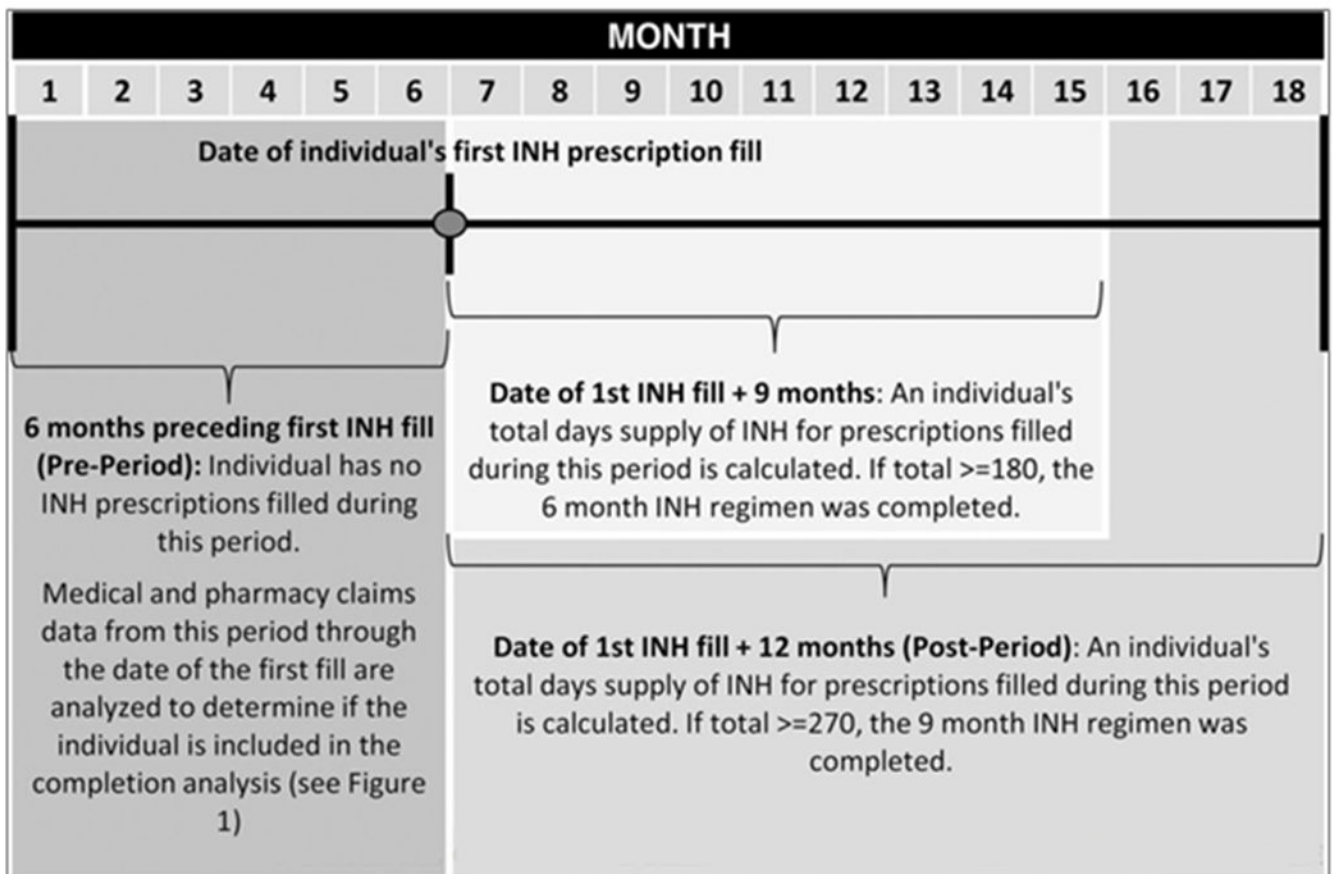 MONTH
1 2 3 4 5 6 7 8 9 10 11 12 13 14 15 16 17 18
Date of individual's first INH prescription fill
6 months preceding first INH fill
(Pre-Period): Individual has no
INH prescriptions filled during
this period.
Medical and pharmacy claims
data from this period through
the date of the first fill are
analyzed to determine if the
individual is included in the
completion analysis (see Figure
1)
Date of 1st INH fill + 9 months: An individual's
total days supply of INH for prescriptions filled
during this period is calculated. If total >=180, the
6 month INH regimen was completed.
Date of 1st INH fill + 12 months (Post-Period): An individual's
total days supply of INH for prescriptions filled during this period
is calculated. If total >=270, the 9 month INH regimen was
completed.